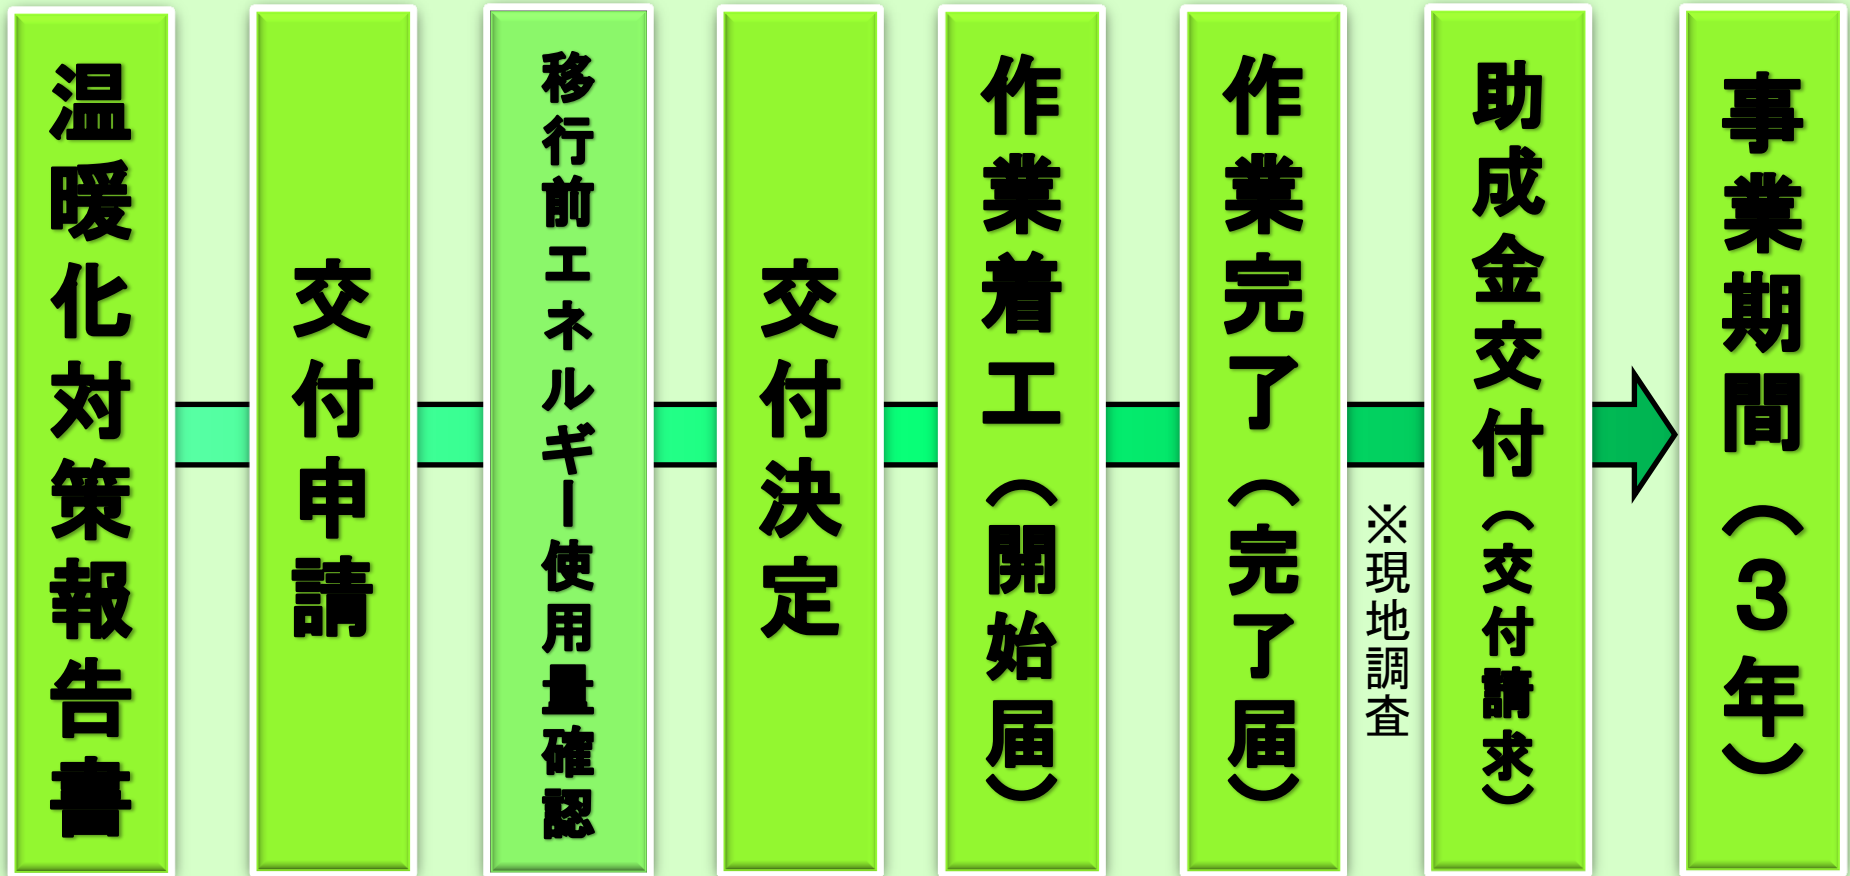 温暖化対策報告書
交付申請
移行前エネルギー使用量確認
交付決定
作業着工（開始届）
作業完了（完了届）
※現地調査
助成金交付（交付請求）
事業期間（３年）